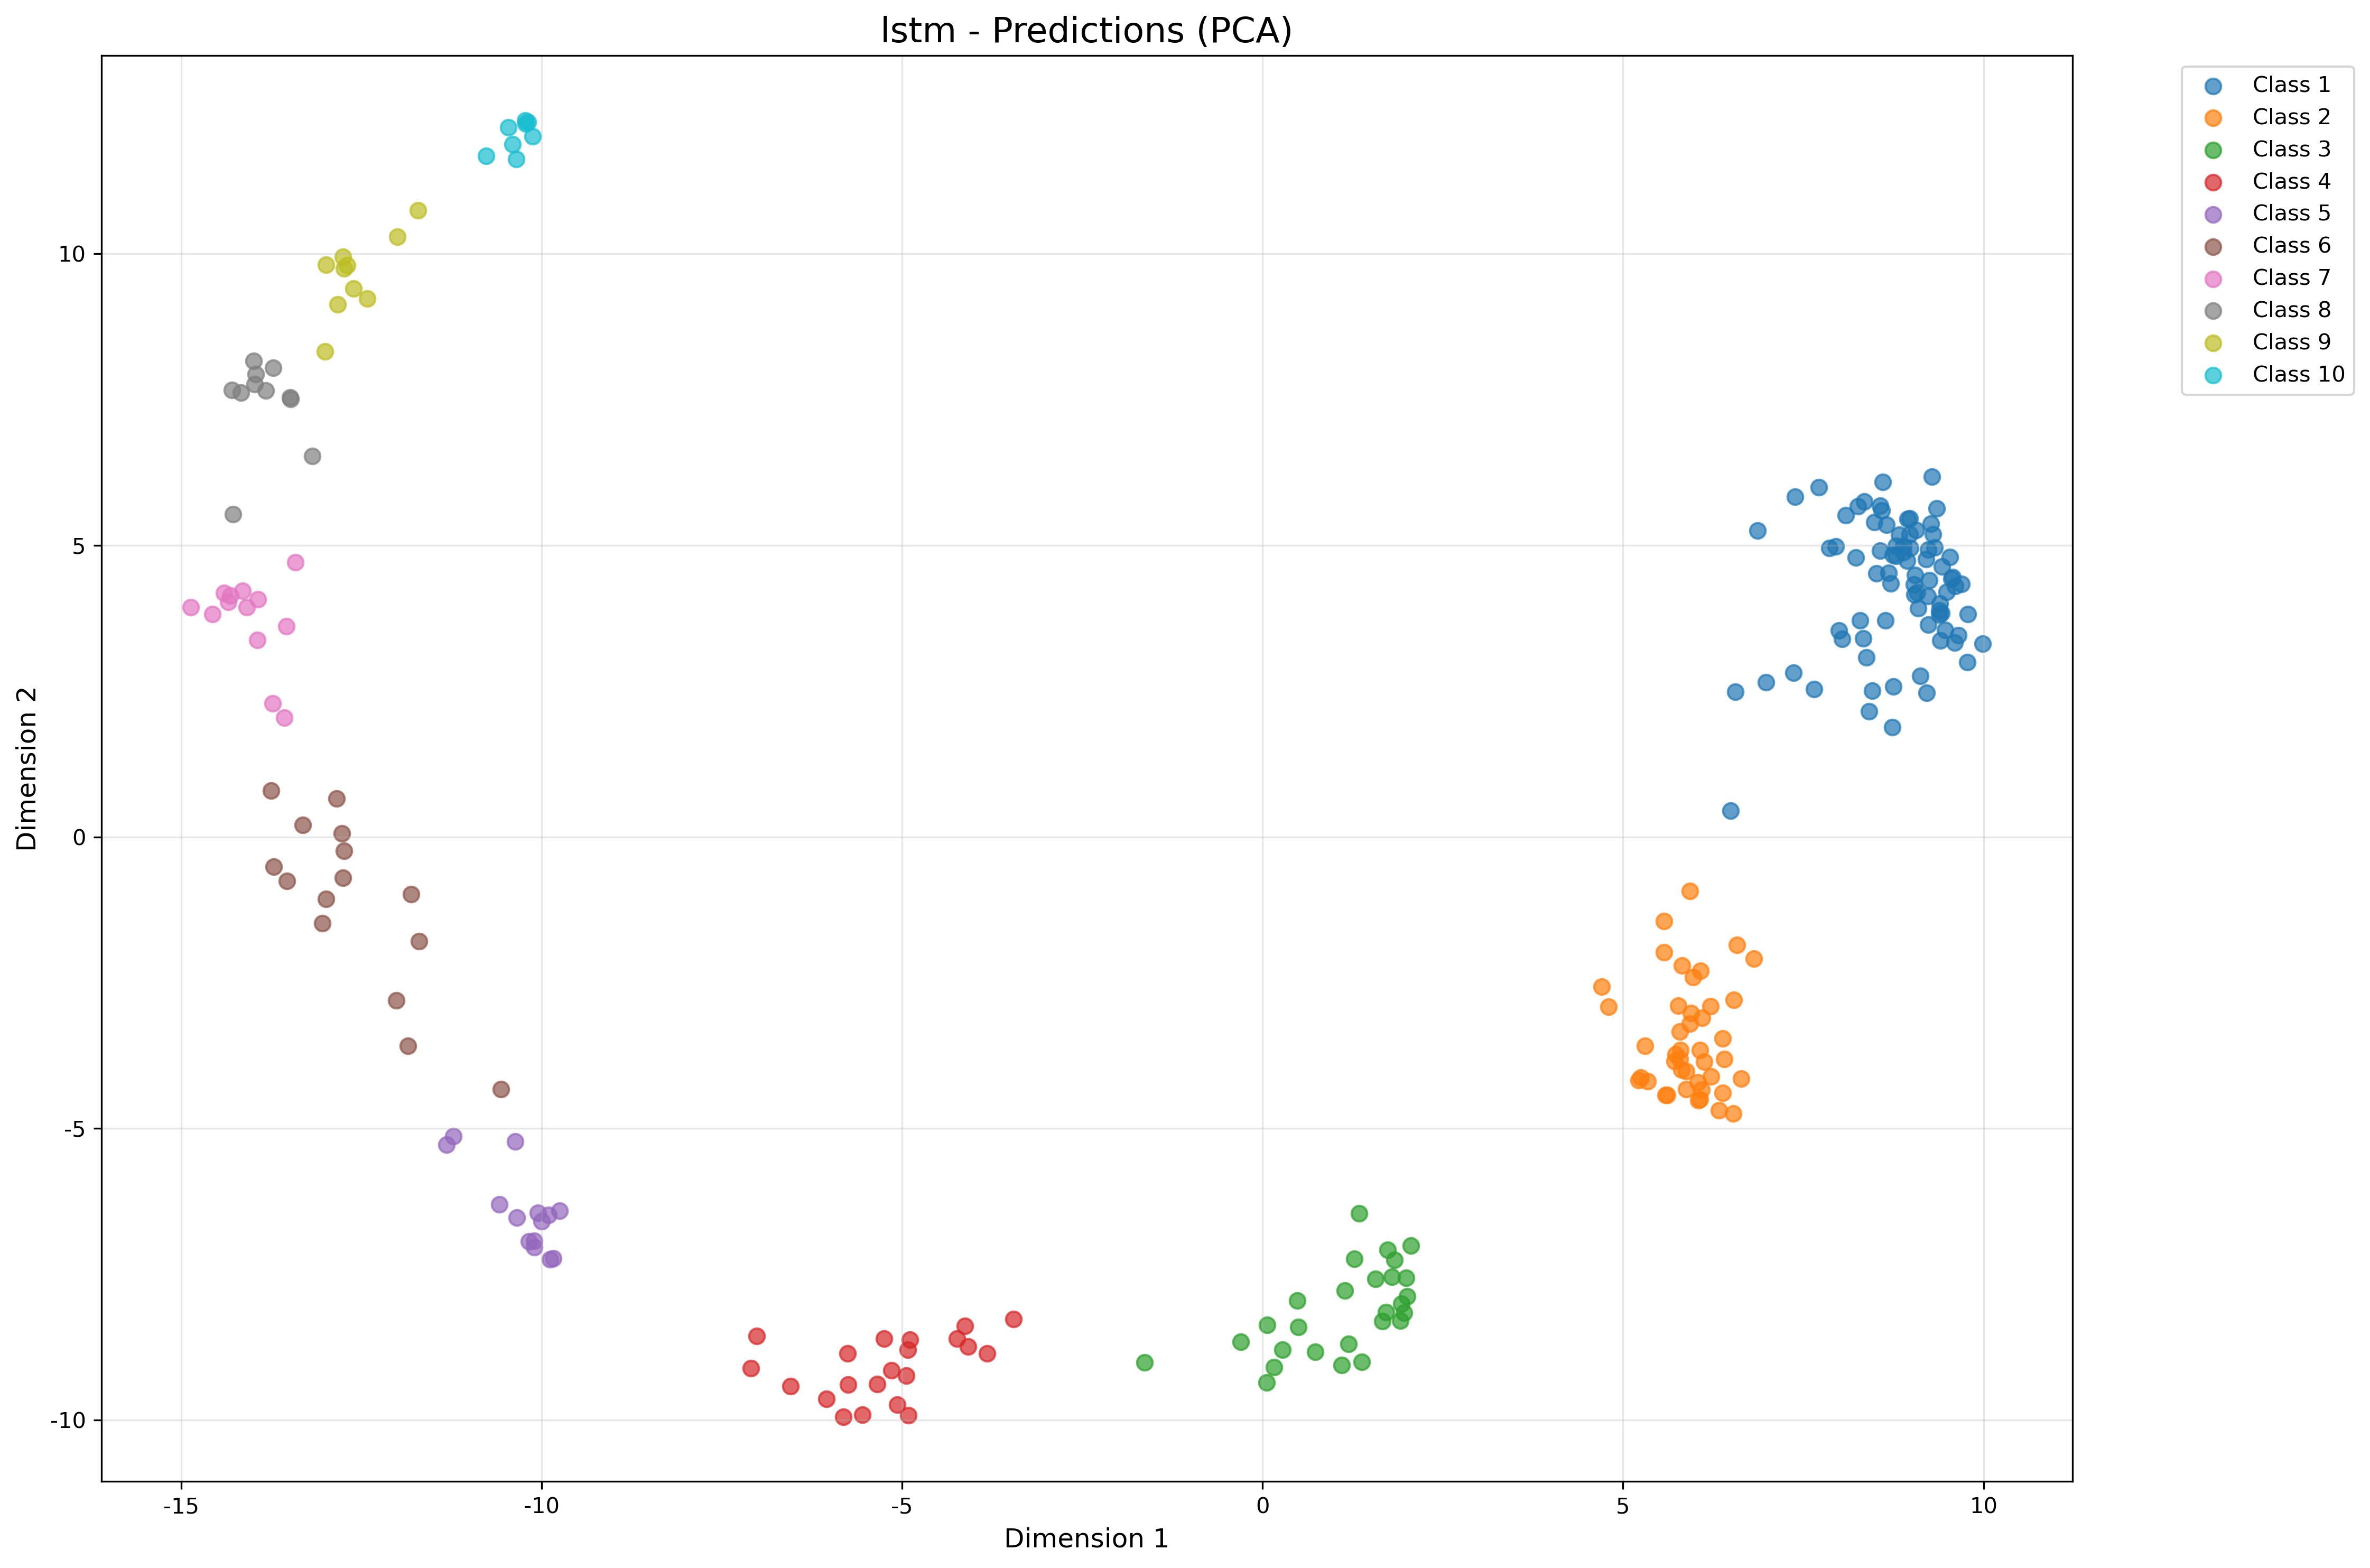 lstm - Predictions (PCA)
Class 1
Class 2
Class 3
Class 4
Class 5
Class 6
Class 7
Class 8
Class 9
Class 10
Dimension 2
10
5
0
-5
-10
-15
-10
-5
0
5
10
Dimension 1